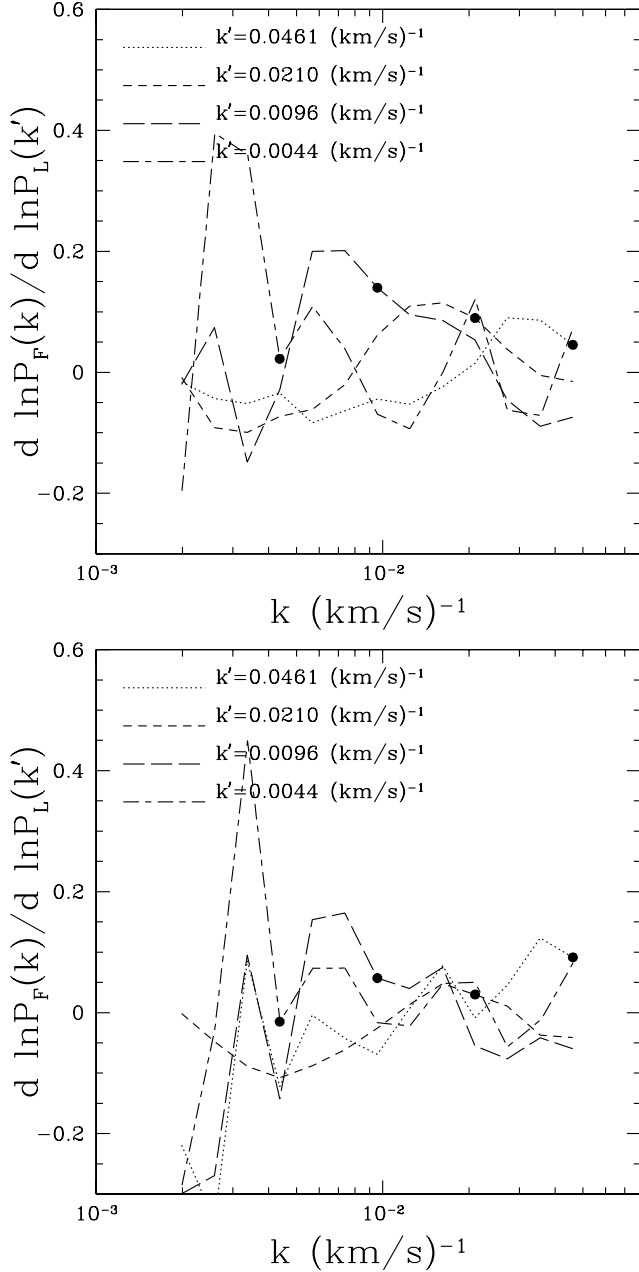 0.6
k'=0.0461 (km/s)⁻¹
k'=0.0210 (km/s)⁻¹
k'=0.0096 (km/s)⁻¹
k'=0.0044 (km/s)⁻¹
0.4
0.2
0
−0.2
d lnP_F(k)/d lnP_L(k')
10⁻³
10⁻²
k (km/s)⁻¹
0.6
k'=0.0461 (km/s)⁻¹
k'=0.0210 (km/s)⁻¹
k'=0.0096 (km/s)⁻¹
k'=0.0044 (km/s)⁻¹
0.4
0.2
0
−0.2
d lnP_F(k)/d lnP_L(k')
10⁻³
10⁻²
k (km/s)⁻¹